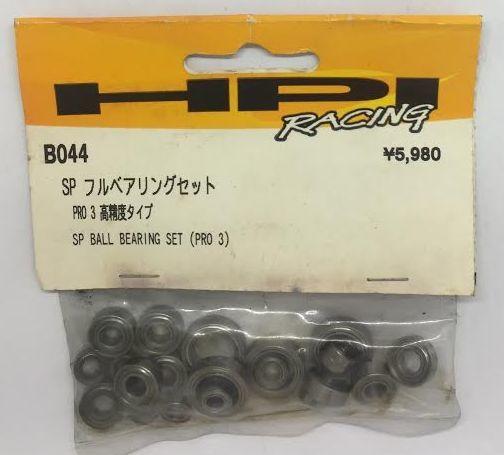 HPI
RACING
B044
¥5,980
SP フルベアリングセット
PRO 3 高精度タイプ
SP BALL BEARING SET (PRO 3)